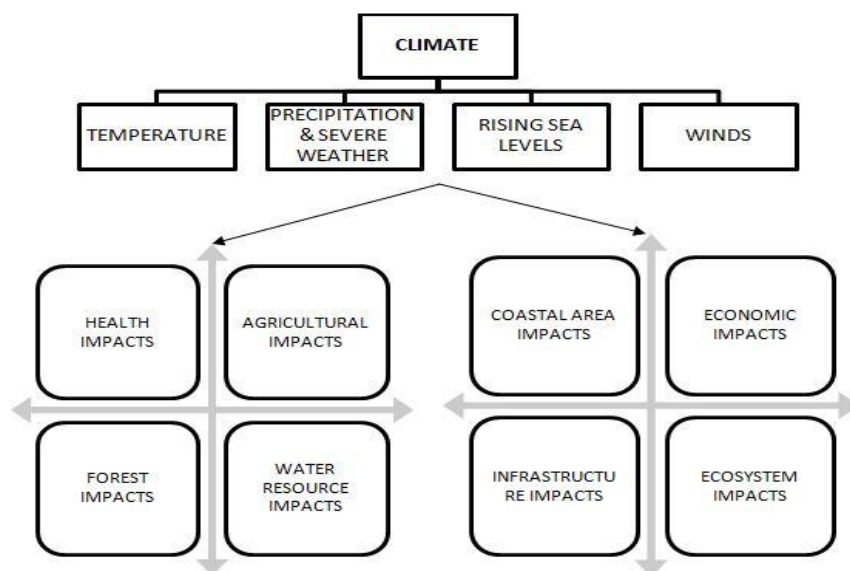 CLIMATE
TEMPERATURE
PRECIPITATION
& SEVERE
WEATHER
RISING SEA
LEVELS
WINDS
HEALTH
IMPACTS
AGRICULTURAL
IMPACTS
COASTAL AREA
IMPACTS
ECONOMIC
IMPACTS
FOREST
IMPACTS
WATER
RESOURCE
IMPACTS
INFRASTRUCTU
RE IMPACTS
ECOSYSTEM
IMPACTS